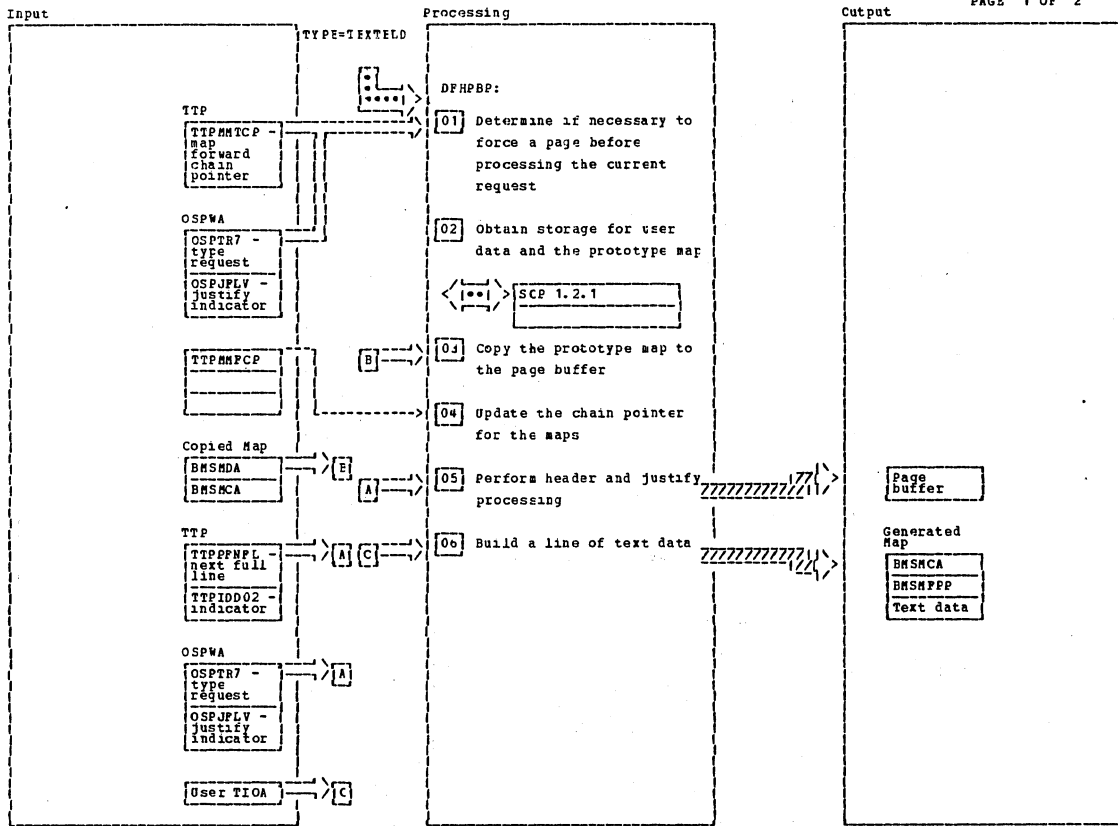 PAGE 1 OF 2
Input
Processing
Cutput
TYPE=TEXTELD
DFHPBP:
TTP
TTPMMTCP -
map
forward
chain
pointer
01 Determine if necessary to
force a page before
processing the current
request
OSPWA
OSPTR7 -
type
request
OSPJFLV -
justify
indicator
02 Obtain storage for user
data and the prototype map
SCP 1.2.1
TTPMMFCP
B
03 Copy the prototype map to
the page buffer
04 Update the chain pointer
for the maps
Copied Map
BMSMDA
BMSMCA
B
A
05 Perform header and justify
processing
Page
buffer
TTP
TTPPFNFL -
next full
line
TTPIDD02 -
indicator
A
C
06 Build a line of text data
Generated
Map
BMSMCA
BMSMFPP
Text data
OSPWA
OSPTR7 -
type
request
OSPJFLV -
justify
indicator
A
User TIOA
C